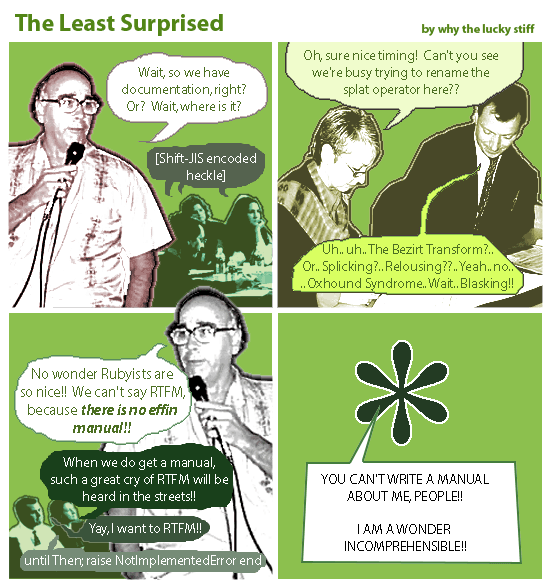 The Least Surprised
by why the lucky stiff
Wait, so we have
documentation, right?
Or? Wait, where is it?
[Shift-JIS encoded
heckle]
Oh, sure nice timing! Can't you see
we're busy trying to rename the
splat operator here??
Uh.. uh..The Bezirt Transform?..
Or.. Splicking?..Relousing??..Yeah..no..
..Oxhound Syndrome..Wait..Blasking!!
No wonder Rubyists are
so nice!! We can't say RTFM,
because there is no effin
manual!!
When we do get a manual,
such a great cry of RTFM will be
heard in the streets!!
Yay, I want to RTFM!!
until Then; raise NotImplementedError end
YOU CAN'T WRITE A MANUAL
ABOUT ME, PEOPLE!!
I AM A WONDER
INCOMPREHENSIBLE!!